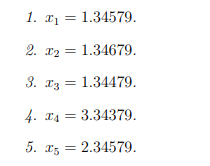 1. x₁ = 1.34579.
2. x₂ = 1.34679.
3. x₃ = 1.34479.
4. x₄ = 3.34379.
5. x₅ = 2.34579.